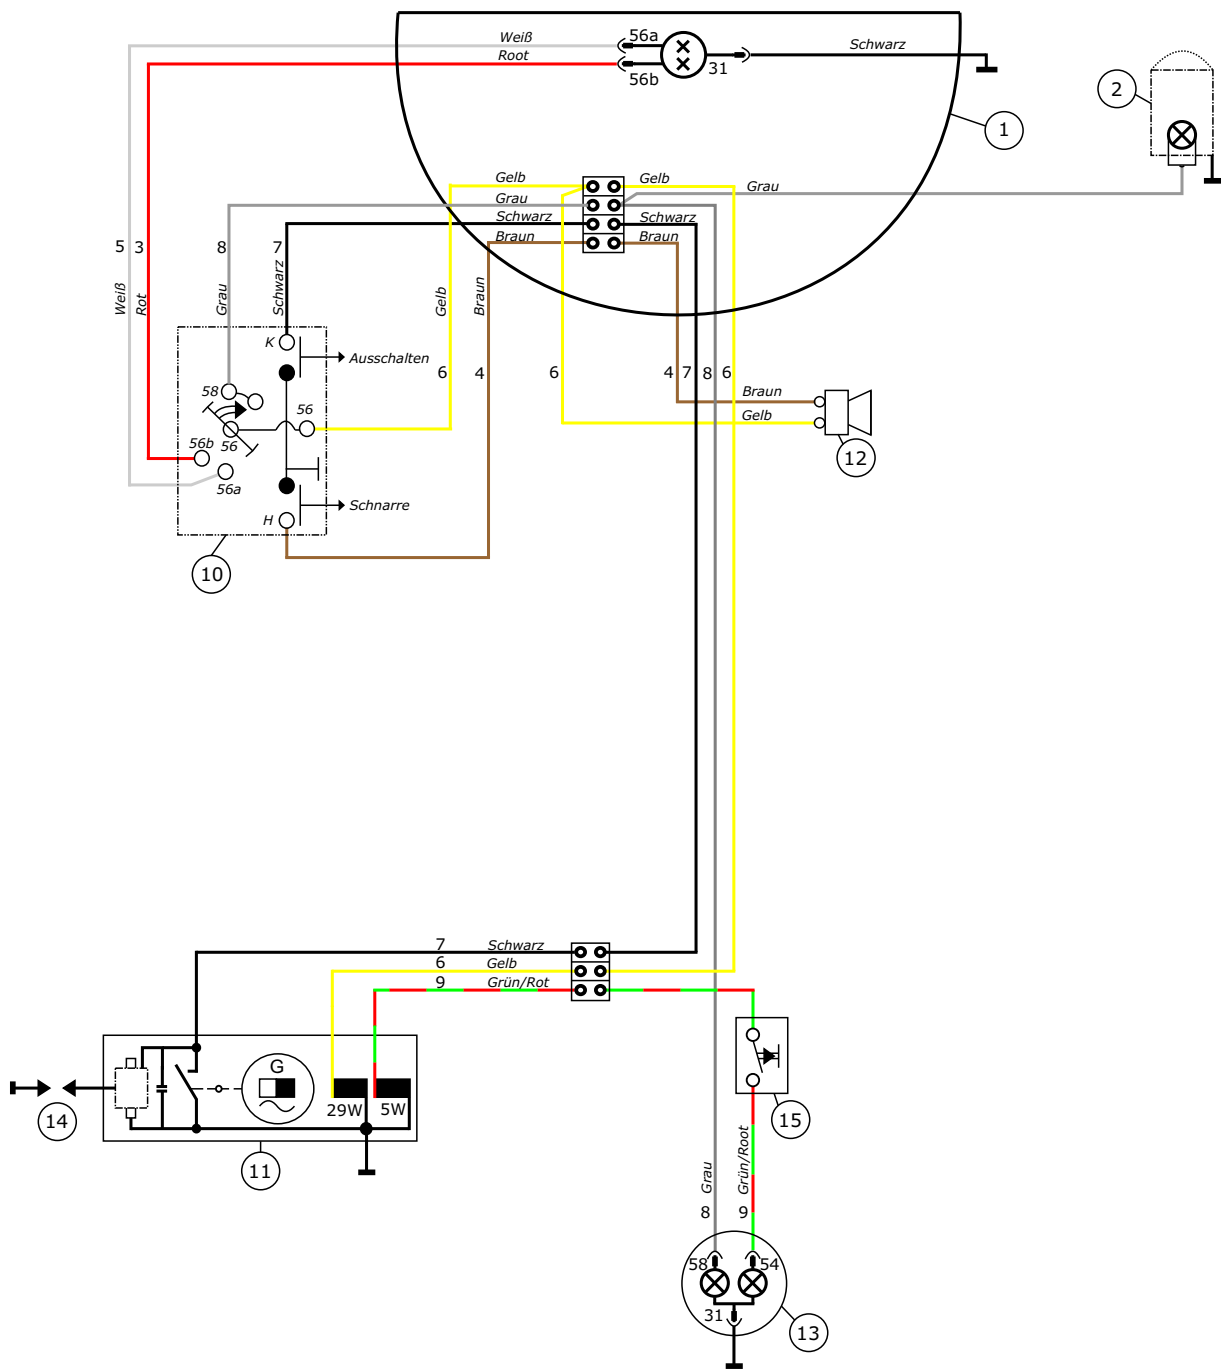 Weiß
56a
Root
56b
31
Schwarz
2
1
Gelb
Gelb
Grau
Grau
Schwarz
Schwarz
Braun
Braun
5
3
8
7
Weiß
Rot
Grau
Schwarz
Gelb
Braun
K
Ausschalten
6
4
6
4
7
8
6
58
56
56
56b
56a
Braun
Gelb
12
H
Schnarre
10
7
Schwarz
6
Gelb
9
Grün/Rot
G
29W
5W
14
11
15
Grau
Grün/Root
8
9
58
54
31
13